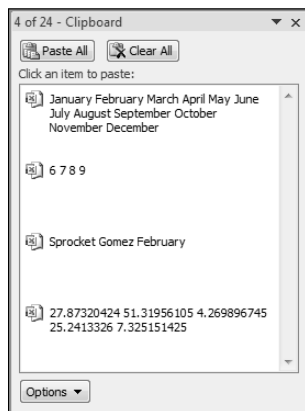 4 of 24 - Clipboard
Paste All Clear All
Click an item to paste:
January February March April May June
July August September October
November December
6 7 8 9
Sprocket Gomez February
27.87320424 51.31956105 4.269896745
25.2413326 7.325151425
Options